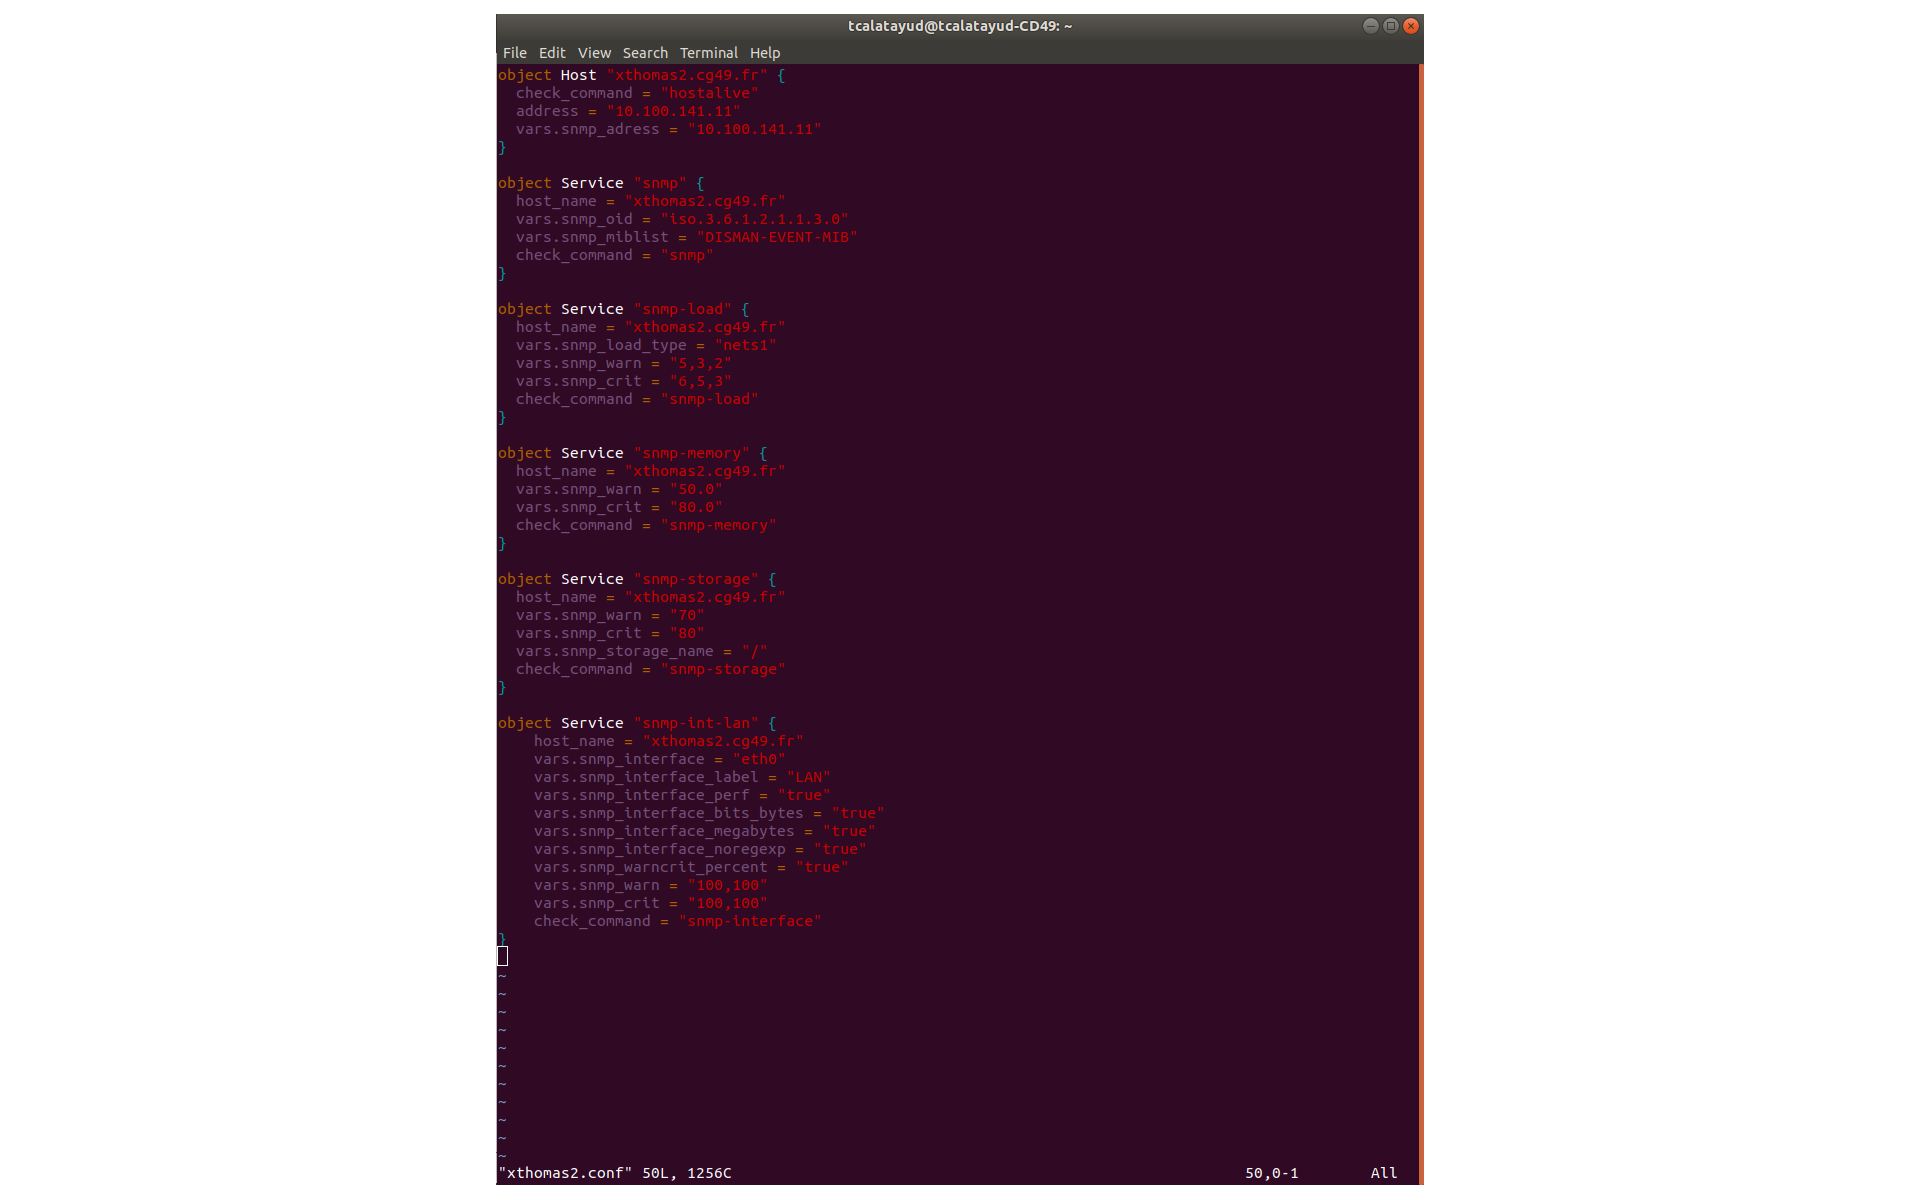 tcalatayud@tcalatayud-CD49: ~
File Edit View Search Terminal Help
object Host "xthomas2.cg49.fr" {
  check_command = "hostalive"
  address = "10.100.141.11"
  vars.snmp_adress = "10.100.141.11"
}

object Service "snmp" {
  host_name = "xthomas2.cg49.fr"
  vars.snmp_oid = "iso.3.6.1.2.1.1.3.0"
  vars.snmp_miblist = "DISMAN-EVENT-MIB"
  check_command = "snmp"
}

object Service "snmp-load" {
  host_name = "xthomas2.cg49.fr"
  vars.snmp_load_type = "netsl"
  vars.snmp_warn = "5,3,2"
  vars.snmp_crit = "6,5,3"
  check_command = "snmp-load"
}

object Service "snmp-memory" {
  host_name = "xthomas2.cg49.fr"
  vars.snmp_warn = "50.0"
  vars.snmp_crit = "80.0"
  check_command = "snmp-memory"
}

object Service "snmp-storage" {
  host_name = "xthomas2.cg49.fr"
  vars.snmp_warn = "70"
  vars.snmp_crit = "80"
  vars.snmp_storage_name = "/"
  check_command = "snmp-storage"
}

object Service "snmp-int-lan" {
    host_name = "xthomas2.cg49.fr"
    vars.snmp_interface = "eth0"
    vars.snmp_interface_label = "LAN"
    vars.snmp_interface_perf = "true"
    vars.snmp_interface_bits_bytes = "true"
    vars.snmp_interface_megabytes = "true"
    vars.snmp_interface_noregexp = "true"
    vars.snmp_warncrit_percent = "true"
    vars.snmp_warn = "100,100"
    vars.snmp_crit = "100,100"
    check_command = "snmp-interface"
}

~
~
~
~
~
~
~
~
~
~
~
"xthomas2.conf" 50L, 1256C 50,0-1 All